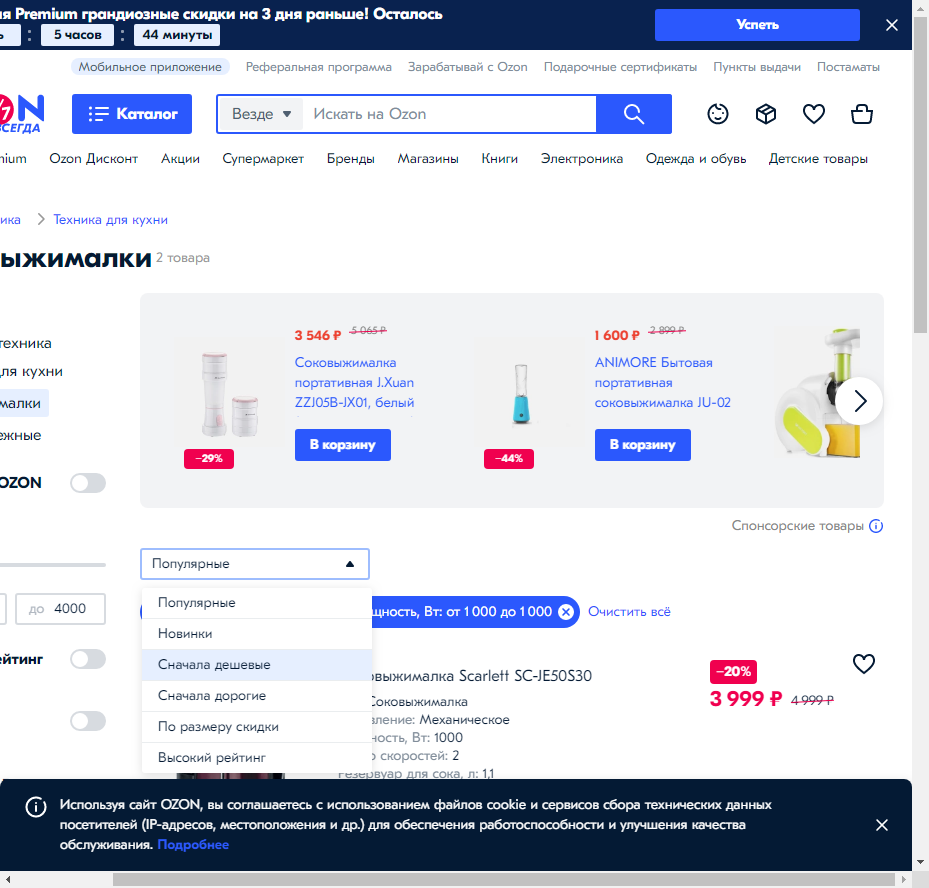 ия Premium грандиозные скидки на 3 дня раньше! Осталось
ь : 5 часов : 44 минуты
Успеть
Мобильное приложение Реферальная программа Зарабатывай с Ozon Подарочные сертификаты Пункты выдачи Постаматы
ZON
ВСЕГДА
Каталог
Везде
Искать на Ozon
mium Ozon Дисконт Акции Супермаркет Бренды Магазины Книги Электроника Одежда и обувь Детские товары
ика Техника для кухни
ыжималки 2 товара
техника
для кухни
малки
ежные
OZON
до 4000
ейтинг
3 546 ₽ 5 065 ₽
Соковыжималка
портативная J.Xuan
ZZJ05B-JX01, белый
В корзину
−29%
1 600 ₽ 2 899 ₽
ANIMORE Бытовая
портативная
соковыжималка JU-02
В корзину
−44%
Спонсорские товары
Популярные
Популярные
Новинки
Сначала дешевые
Сначала дорогие
По размеру скидки
Высокий рейтинг
щность, Вт: от 1 000 до 1 000
Очистить всё
овыжималка Scarlett SC-JE50S30
Соковыжималка
вление: Механическое
ность, Вт: 1000
о скоростей: 2
Резервуар для сока, л: 1,1
−20%
3 999 ₽ 4 999 ₽
Используя сайт OZON, вы соглашаетесь с использованием файлов cookie и сервисов сбора технических данных
посетителей (IP-адресов, местоположения и др.) для обеспечения работоспособности и улучшения качества
обслуживания. Подробнее